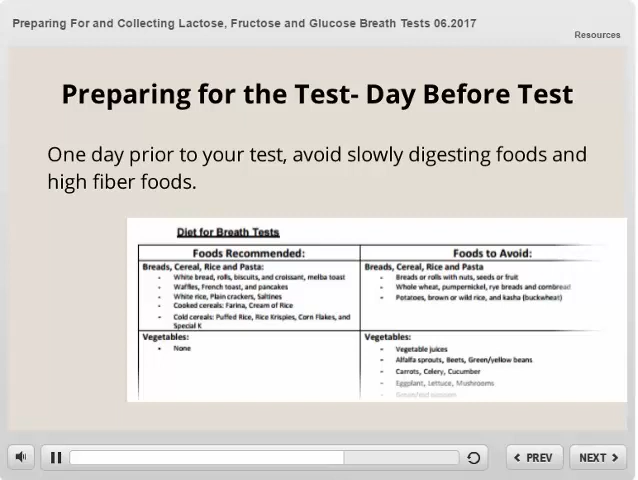 Preparing For and Collecting Lactose, Fructose and Glucose Breath Tests 06.2017
Resources
Preparing for the Test- Day Before Test
One day prior to your test, avoid slowly digesting foods and
high fiber foods.
Diet for Breath Tests
Foods Recommended:
Breads, Cereal, Rice and Pasta:
- White bread, rolls, biscuits, and croissant, melba toast
- Waffles, French toast, and pancakes
- White rice, Plain crackers, Saltines
- Cooked cereals: Farina, Cream of Rice
- Cold cereals: Puffed Rice, Rice Krispies, Corn Flakes, and
Special K
Vegetables:
- None
Foods to Avoid:
Breads, Cereal, Rice and Pasta
- Breads or rolls with nuts, seeds or fruit
- Whole wheat, pumpernickel, rye breads and cornbread
- Potatoes, brown or wild rice, and kasha (buckwheat)
Vegetables:
- Vegetable juices
- Alfalfa sprouts, Beets, Green/yellow beans
- Carrots, Celery, Cucumber
- Eggplant, Lettuce, Mushrooms
PREV
NEXT